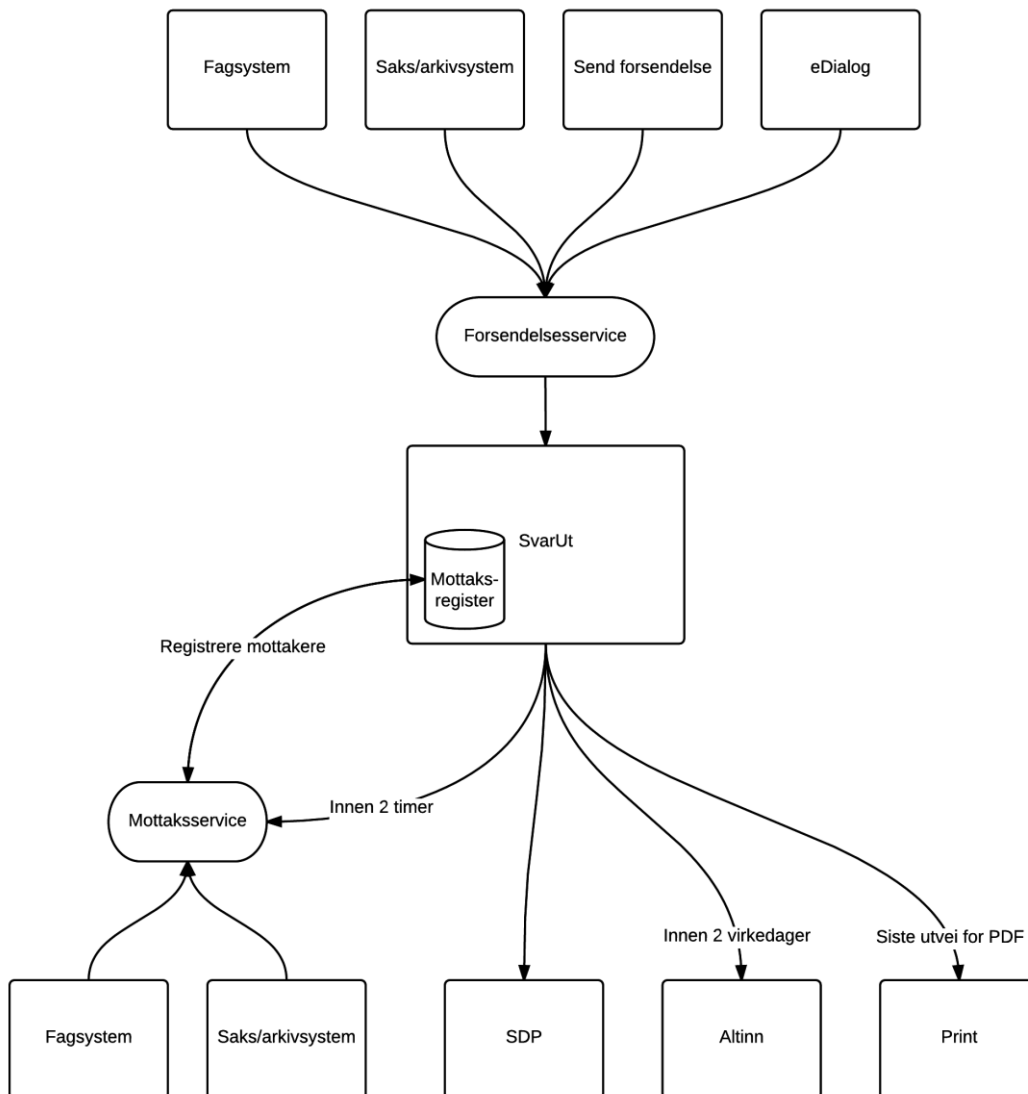 Fagsystem
Saks/arkivsystem
Send forsendelse
eDialog
Forsendelsesservice
SvarUt
Mottaks-
register
Registrere mottakere
Innen 2 timer
Mottaksservice
Innen 2 virkedager
Siste utvei for PDF
Fagsystem
Saks/arkivsystem
SDP
Altinn
Print